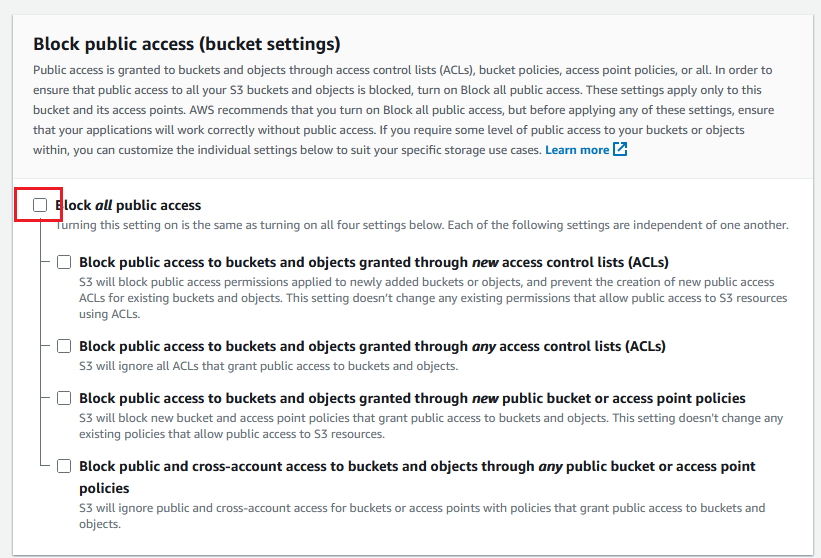 Block public access (bucket settings)
Public access is granted to buckets and objects through access control lists (ACLs), bucket policies, access point policies, or all. In order to
ensure that public access to all your S3 buckets and objects is blocked, turn on Block all public access. These settings apply only to this
bucket and its access points. AWS recommends that you turn on Block all public access, but before applying any of these settings, ensure
that your applications will work correctly without public access. If you require some level of public access to your buckets or objects
within, you can customize the individual settings below to suit your specific storage use cases. Learn more
Block all public access
Turning this setting on is the same as turning on all four settings below. Each of the following settings are independent of one another.
Block public access to buckets and objects granted through new access control lists (ACLs)
S3 will block public access permissions applied to newly added buckets or objects, and prevent the creation of new public access
ACLs for existing buckets and objects. This setting doesn't change any existing permissions that allow public access to S3 resources
using ACLs.
Block public access to buckets and objects granted through any access control lists (ACLs)
S3 will ignore all ACLs that grant public access to buckets and objects.
Block public access to buckets and objects granted through new public bucket or access point policies
S3 will block new bucket and access point policies that grant public access to buckets and objects. This setting doesn't change any
existing policies that allow public access to S3 resources.
Block public and cross-account access to buckets and objects through any public bucket or access point
policies
S3 will ignore public and cross-account access for buckets or access points with policies that grant public access to buckets and
objects.